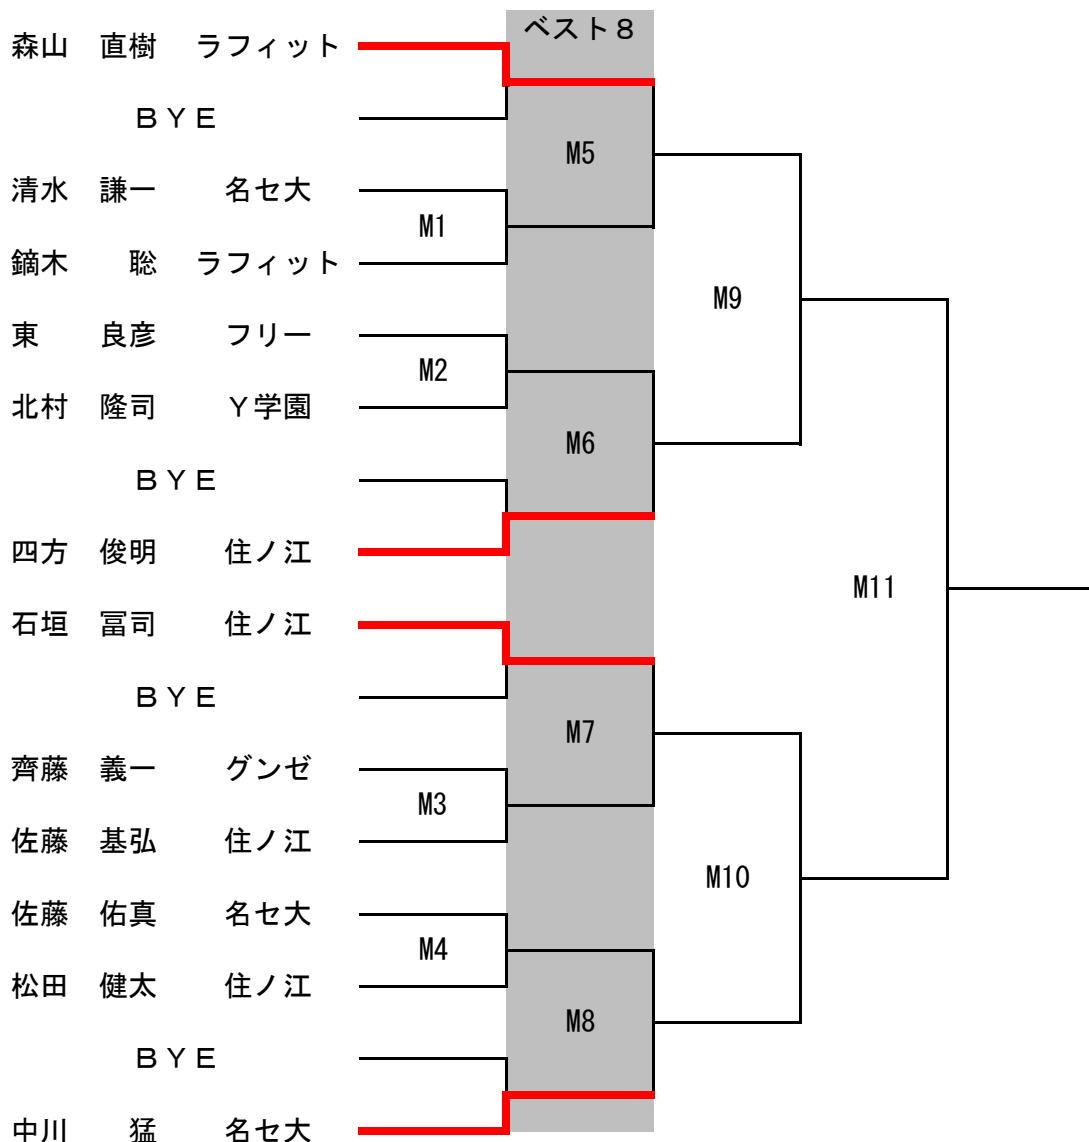 ベスト８
森山　直樹　ラフィット
ＢＹＥ
M5
清水　謙一　名セ大
M1
鏑木　聡　ラフィット
M9
東　良彦　フリー
M2
北村　隆司　Ｙ学園
M6
ＢＹＥ
四方　俊明　住ノ江
M11
石垣　冨司　住ノ江
ＢＹＥ
M7
齊藤　義一　グンゼ
M3
佐藤　基弘　住ノ江
M10
佐藤　佑真　名セ大
M4
松田　健太　住ノ江
M8
ＢＹＥ
中川　猛　名セ大